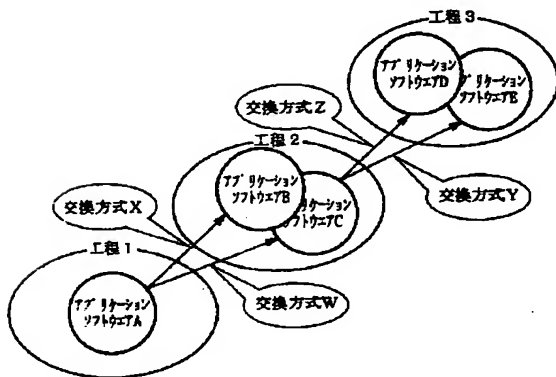 工程3
アプリケーション
ソフトウエアD
プリケーション
ソフトウエアE
交換方式Z
工程2
アプリケーション
ソフトウエアB
リケーション
ソフトウエアC
交換方式Y
交換方式X
工程1
アプリケーション
ソフトウエアA
交換方式W